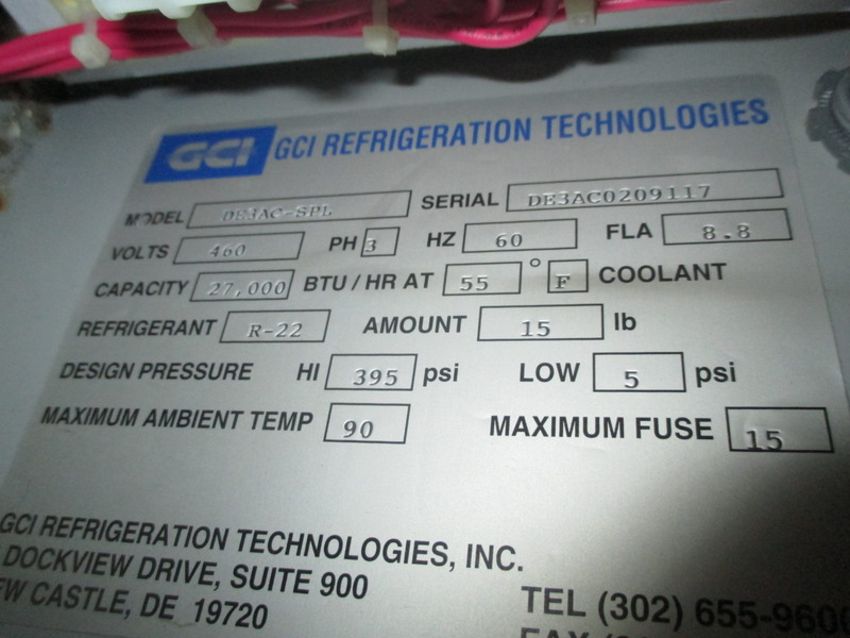 GCI GCI REFRIGERATION TECHNOLOGIES
MODEL DE3AC-SPL SERIAL DE3AC0209117
VOLTS 460 PH 3 HZ 60 FLA 8.8
CAPACITY 27,000 BTU / HR AT 55 ° F COOLANT
REFRIGERANT R-22 AMOUNT 15 lb
DESIGN PRESSURE HI 395 psi LOW 5 psi
MAXIMUM AMBIENT TEMP 90 MAXIMUM FUSE 15
GCI REFRIGERATION TECHNOLOGIES, INC.
DOCKVIEW DRIVE, SUITE 900
EW CASTLE, DE 19720
TEL (302) 655-9600